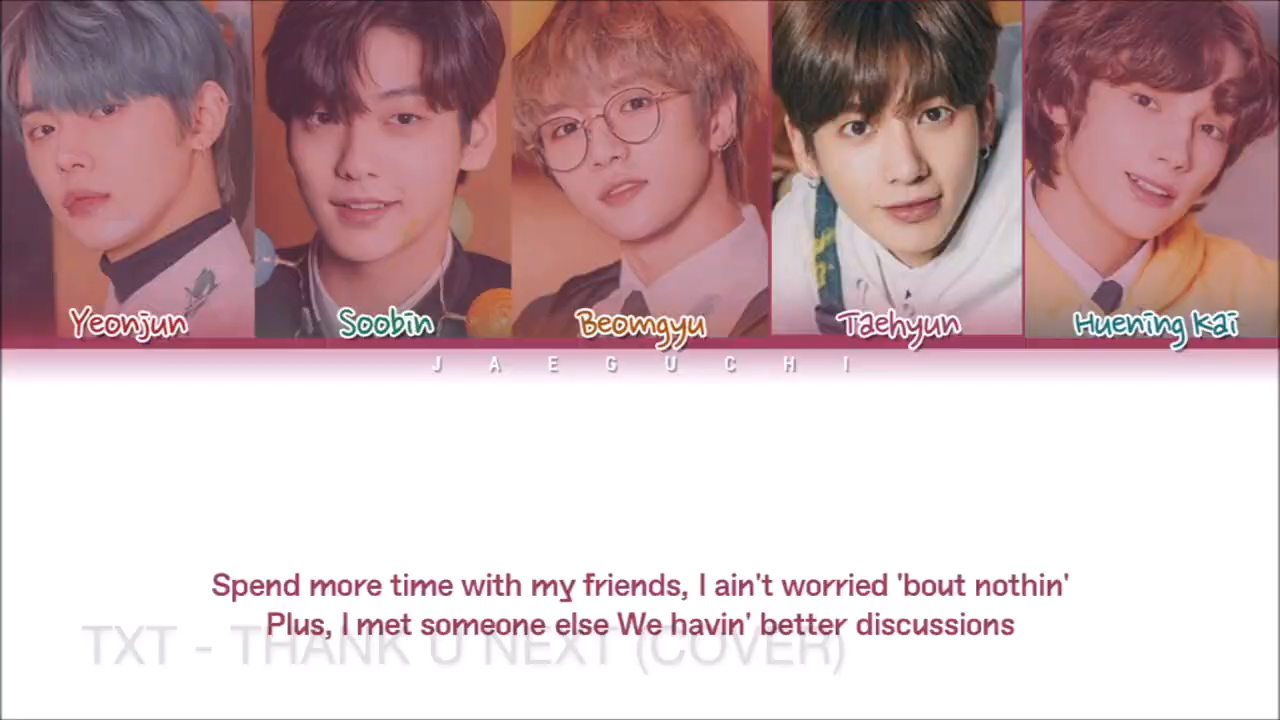 Yeonjun Soobin Beomgyu Taehyun Huening Kai
JAEGUCHI
Spend more time with my friends, I ain't worried 'bout nothin'
Plus, I met someone else We havin' better discussions
TXT - THANK U NEXT (COVER)